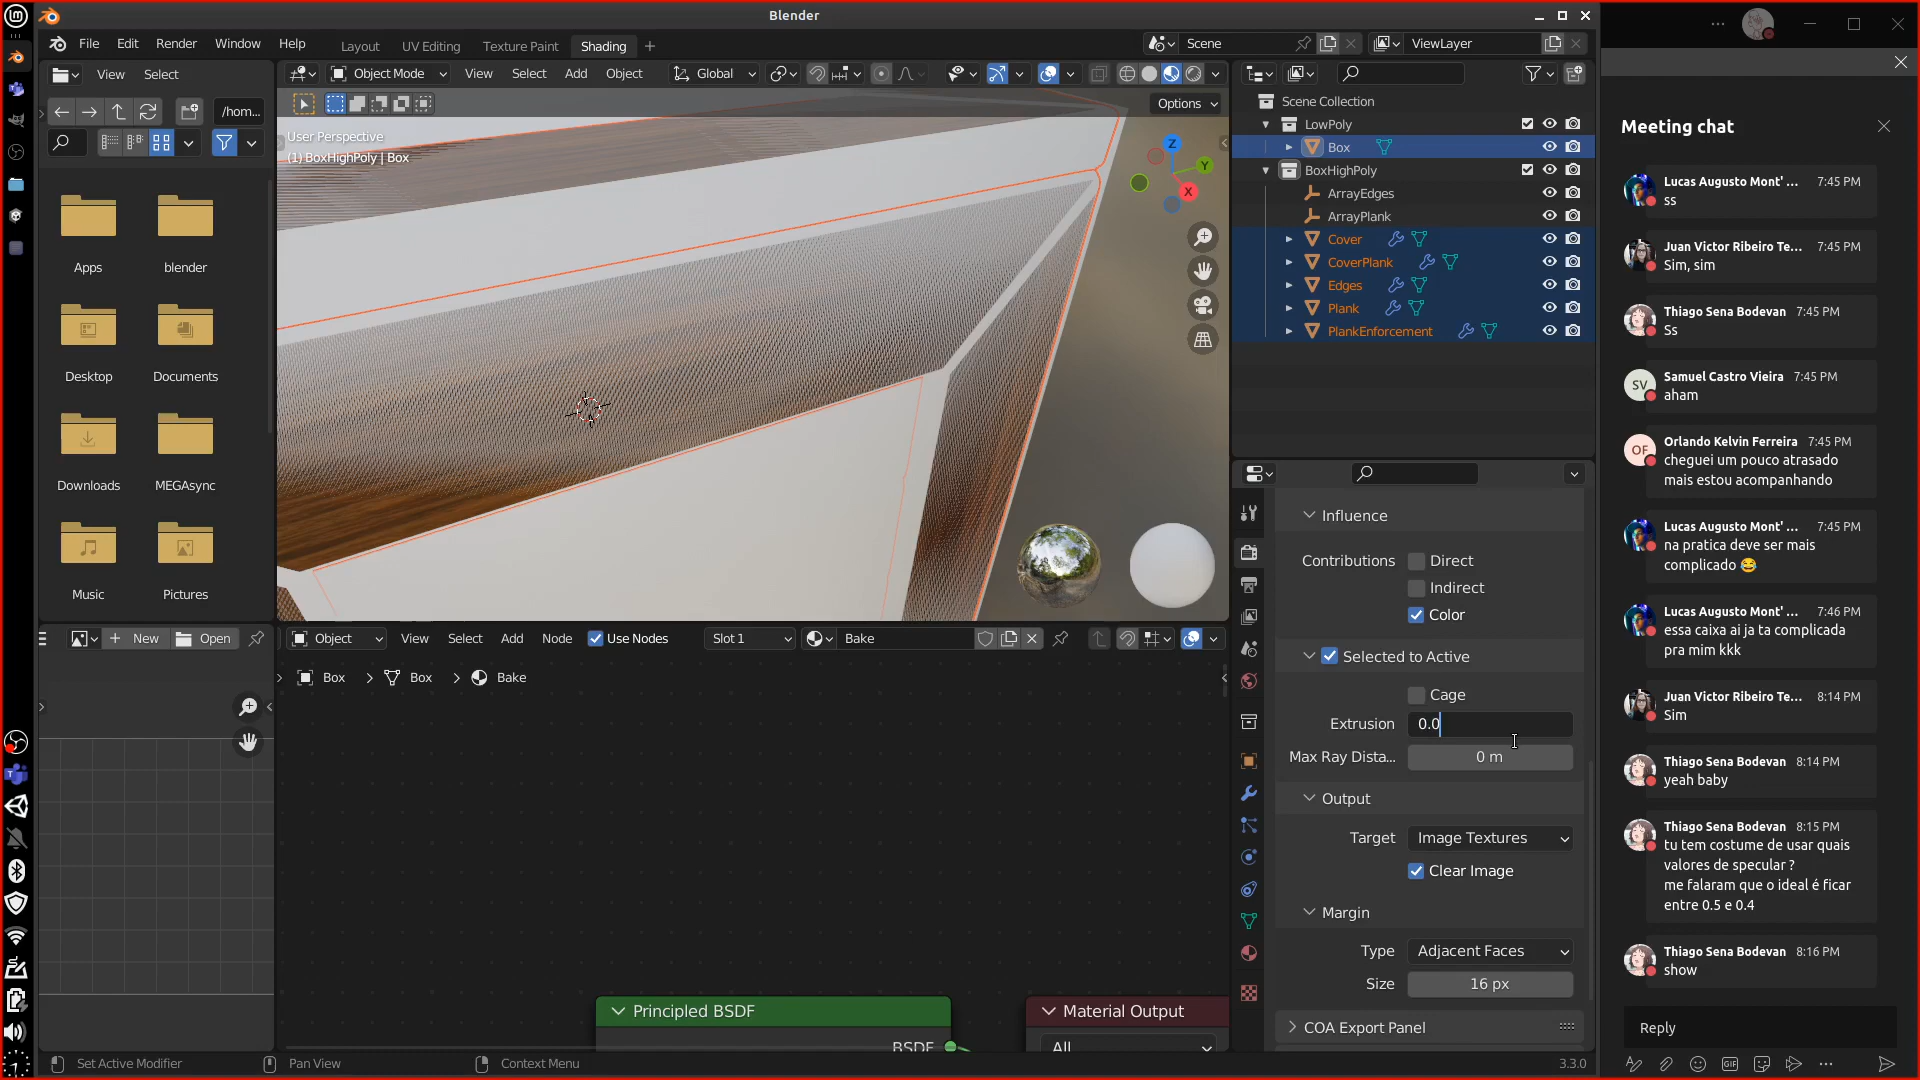 Blender
File Edit Render Window Help
Layout UV Editing Texture Paint Shading
Scene
ViewLayer
View Select
Object Mode View Select Add Object Global
/hom...
Options
User Perspective
(1) BoxHighPoly | Box
Z
Y
X
Apps
blender
Desktop
Documents
Downloads
MEGAsync
Music
Pictures
Scene Collection
LowPoly
Box
BoxHighPoly
ArrayEdges
ArrayPlank
Cover
CoverPlank
Edges
Plank
PlankEnforcement
Influence
Contributions Direct
Indirect
Color
Selected to Active
Cage
Extrusion 0.0
Max Ray Dista... 0 m
Output
Target Image Textures
Clear Image
Margin
Type Adjacent Faces
Size 16 px
COA Export Panel
New Open
Object View Select Add Node Use Nodes Slot 1 Bake
Box Box Bake
Principled BSDF
BSDF
Material Output
All
Set Active Modifier
Pan View
Context Menu
3.3.0
Meeting chat
Lucas Augusto Mont' ... 7:45 PM
ss
Juan Victor Ribeiro Te... 7:45 PM
Sim, sim
Thiago Sena Bodevan 7:45 PM
Ss
SV
Samuel Castro Vieira 7:45 PM
aham
OF
Orlando Kelvin Ferreira 7:45 PM
cheguei um pouco atrasado
mais estou acompanhando
Lucas Augusto Mont' ... 7:45 PM
na pratica deve ser mais
complicado 😂
Lucas Augusto Mont' ... 7:46 PM
essa caixa ai ja ta complicada
pra mim kkk
Juan Victor Ribeiro Te... 8:14 PM
Sim
Thiago Sena Bodevan 8:14 PM
yeah baby
Thiago Sena Bodevan 8:15 PM
tu tem costume de usar quais
valores de specular ?
me falaram que o ideal é ficar
entre 0.5 e 0.4
Thiago Sena Bodevan 8:16 PM
show
Reply
GIF